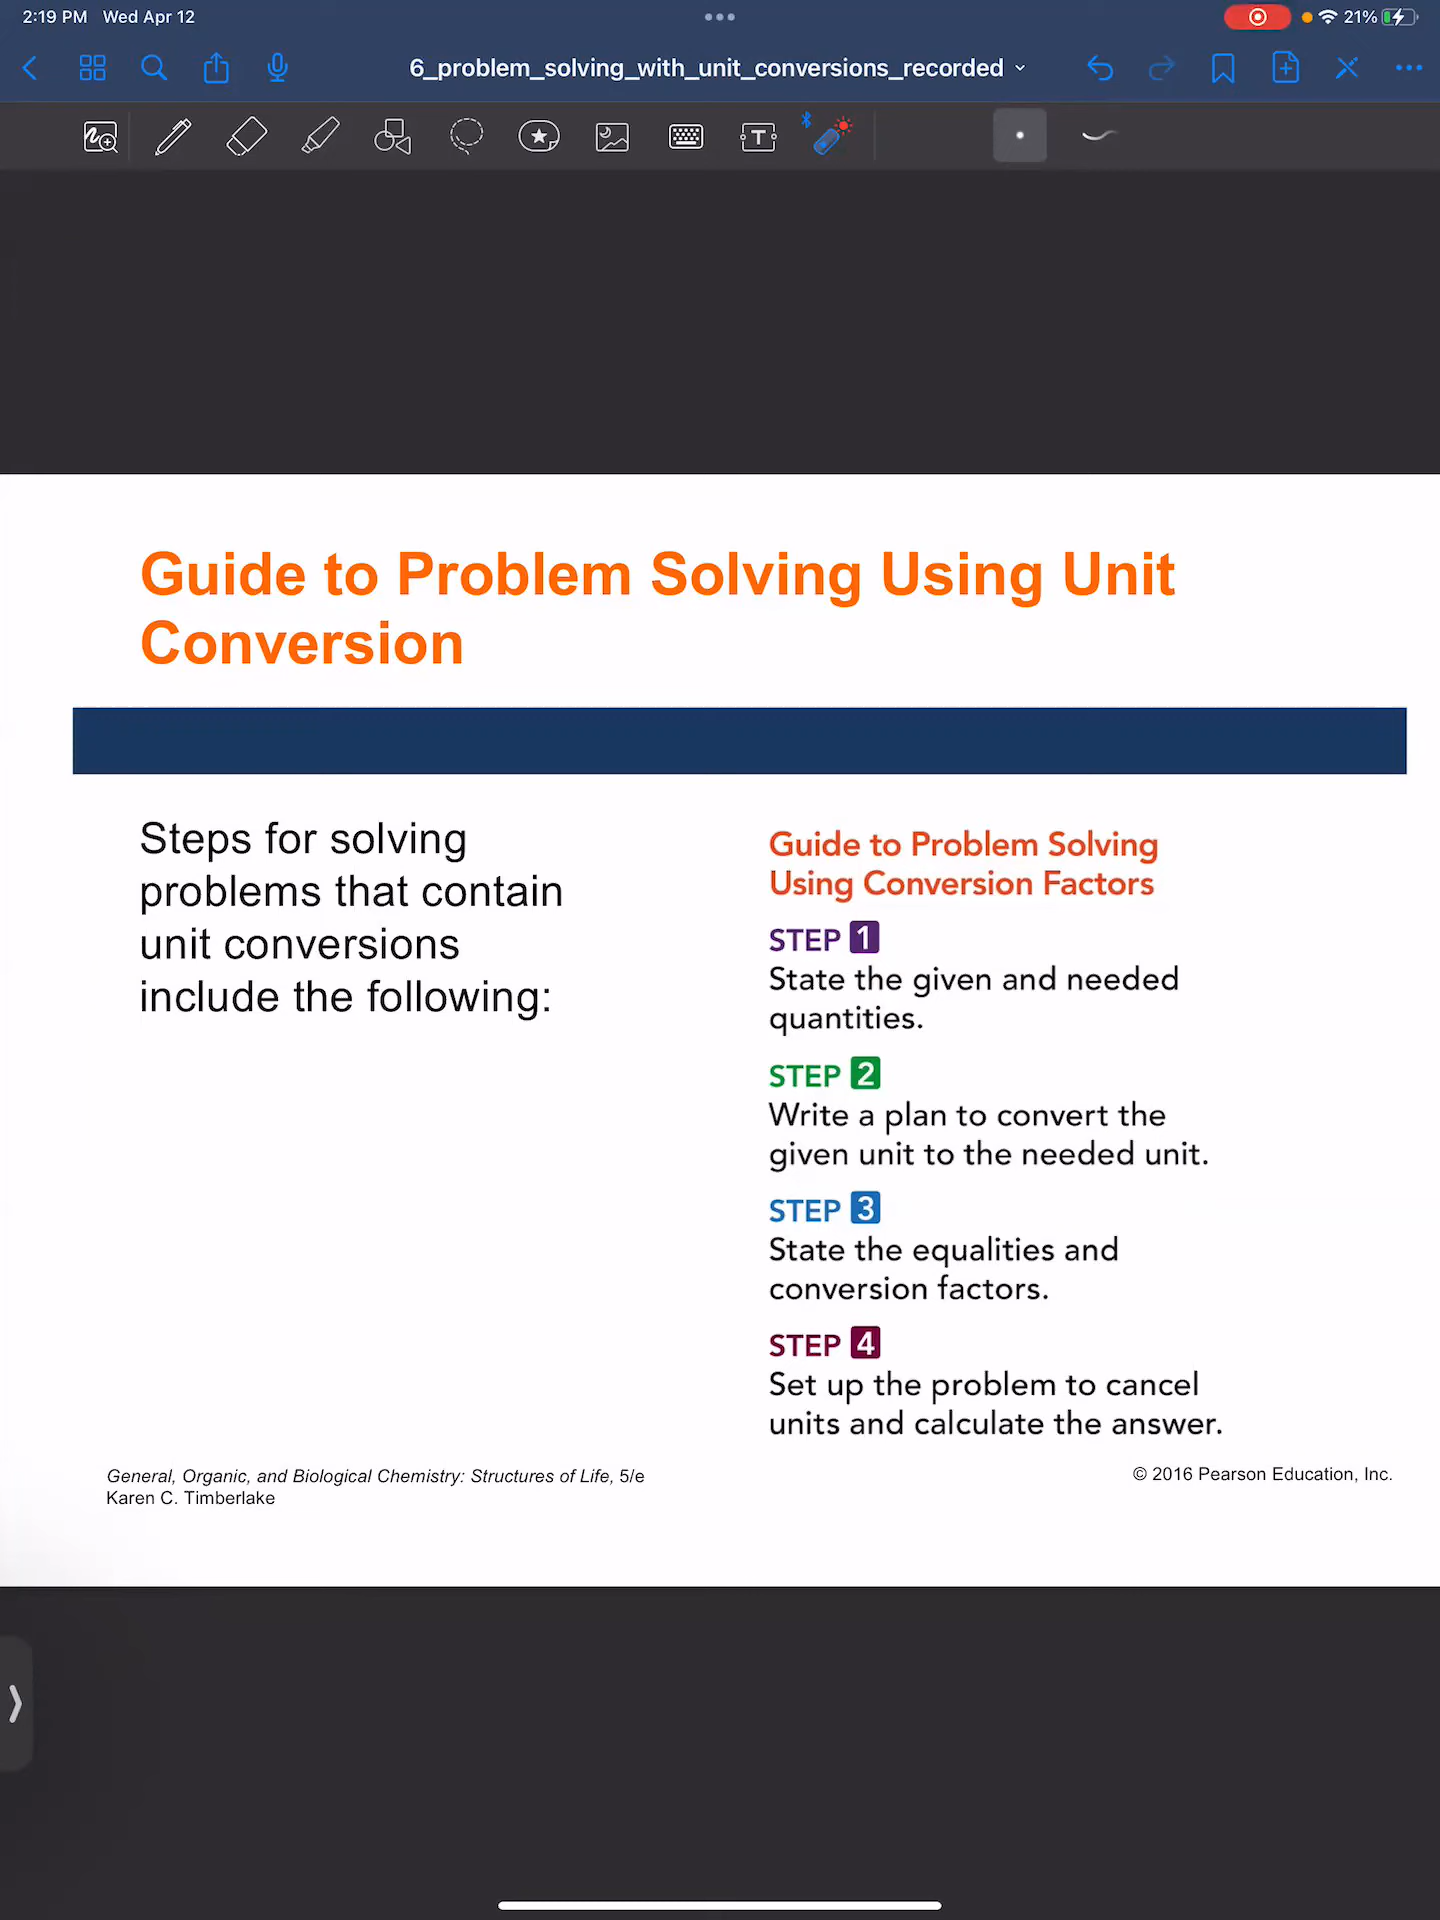 2:19 PM Wed Apr 12
21%
6_problem_solving_with_unit_conversions_recorded
T
Guide to Problem Solving Using Unit
Conversion
Steps for solving
problems that contain
unit conversions
include the following:
Guide to Problem Solving
Using Conversion Factors
STEP 1
State the given and needed
quantities.
STEP 2
Write a plan to convert the
given unit to the needed unit.
STEP 3
State the equalities and
conversion factors.
STEP 4
Set up the problem to cancel
units and calculate the answer.
General, Organic, and Biological Chemistry: Structures of Life, 5/e
Karen C. Timberlake
© 2016 Pearson Education, Inc.